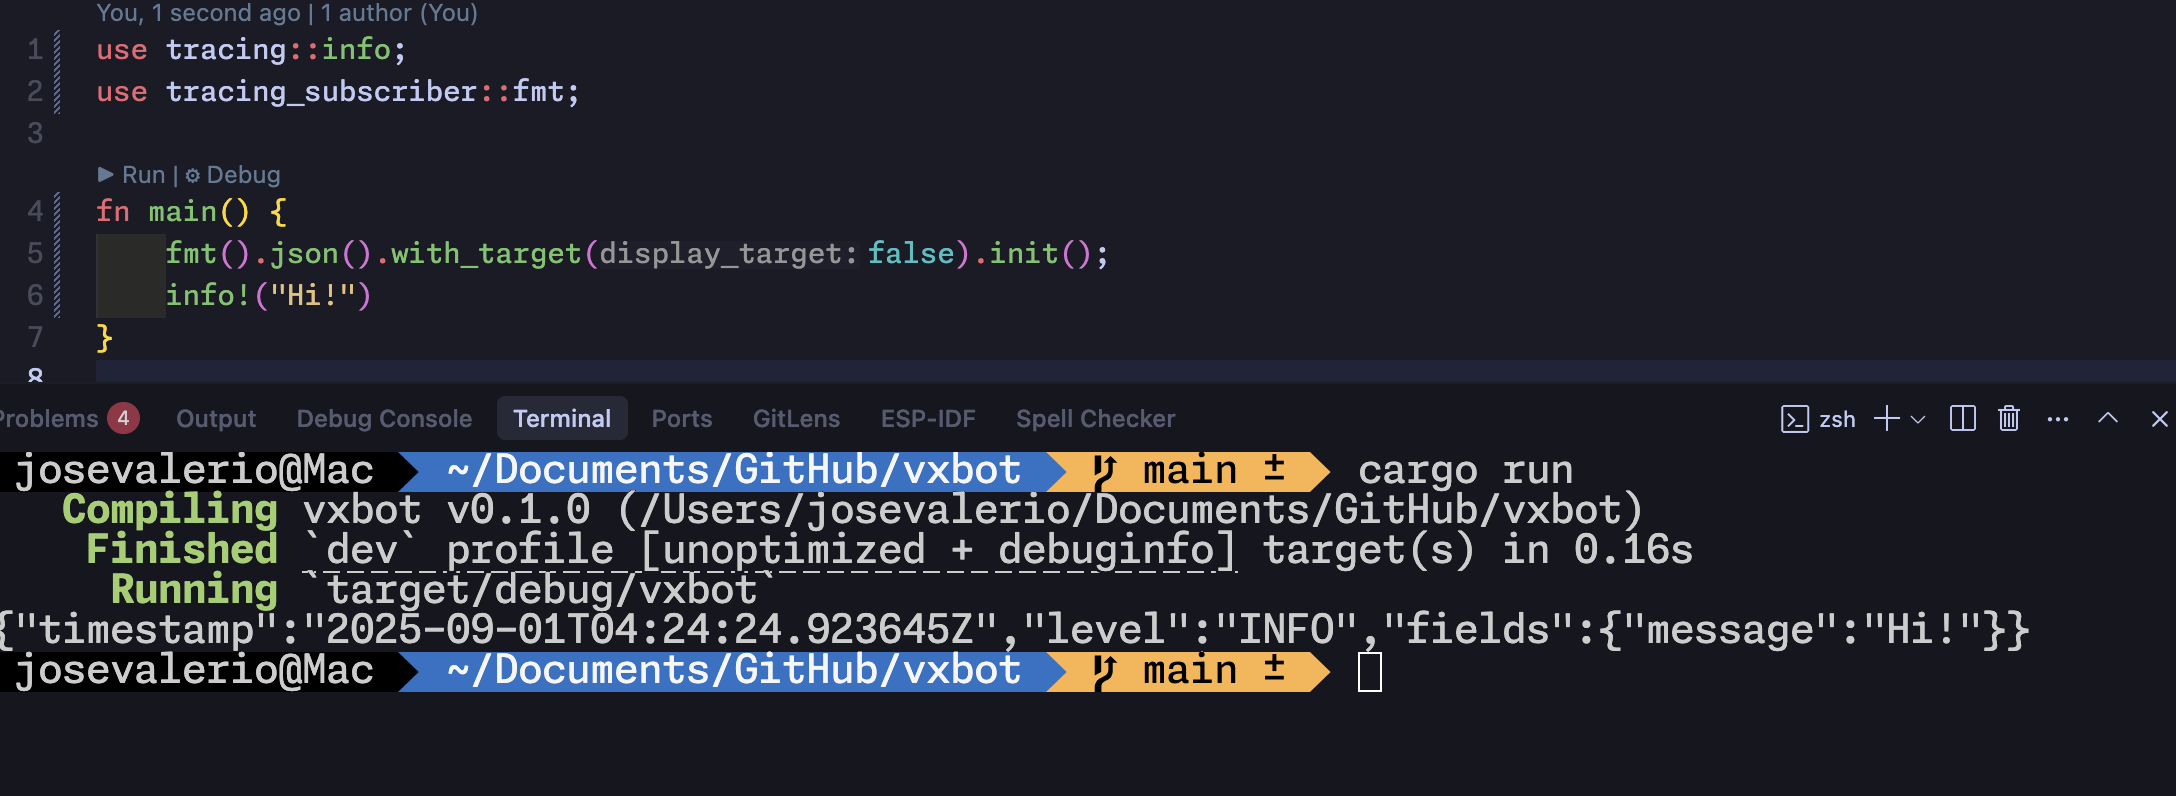 You, 1 second ago | 1 author (You)
1 use tracing::info;
2 use tracing_subscriber::fmt;
3
▶ Run | ⚙ Debug
4 fn main() {
5     fmt().json().with_target(display_target: false).init();
6     info!("Hi!")
7 }
8
Problems 4 Output Debug Console Terminal Ports GitLens ESP-IDF Spell Checker zsh
josevalerio@Mac ~/Documents/GitHub/vxbot main ± cargo run
Compiling vxbot v0.1.0 (/Users/josevalerio/Documents/GitHub/vxbot)
Finished `dev` profile [unoptimized + debuginfo] target(s) in 0.16s
Running `target/debug/vxbot`
{"timestamp":"2025-09-01T04:24:24.923645Z","level":"INFO","fields":{"message":"Hi!"}}
josevalerio@Mac ~/Documents/GitHub/vxbot main ±